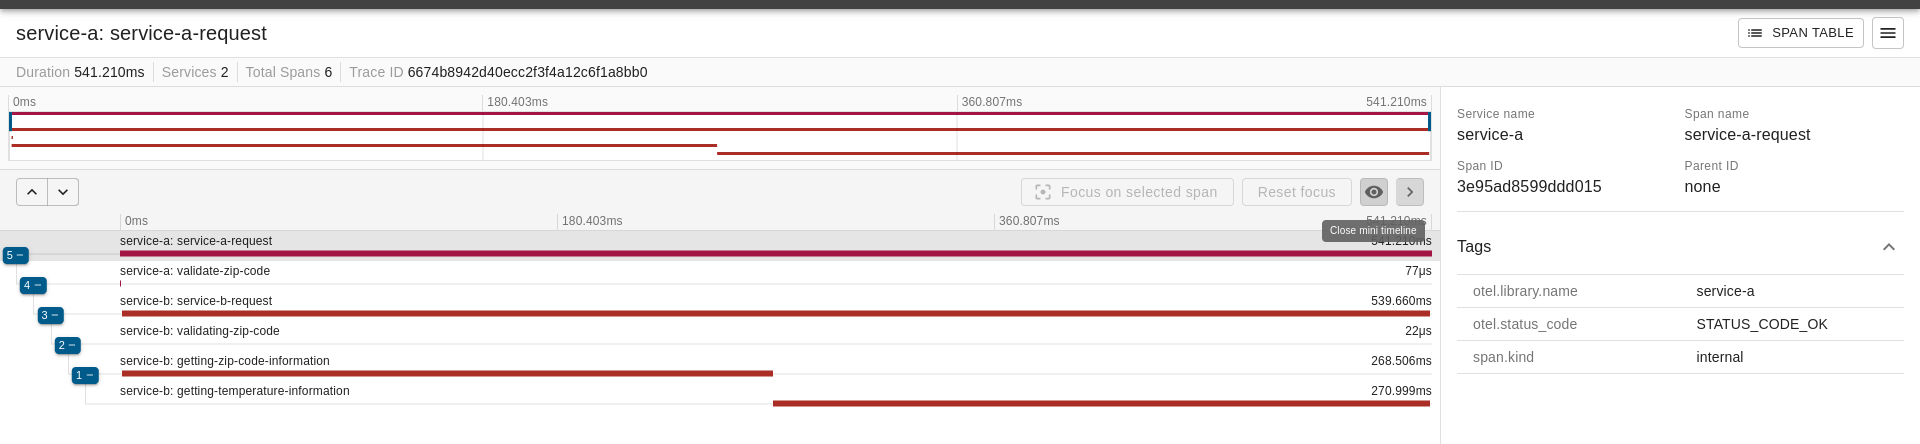 service-a: service-a-request
SPAN TABLE
Duration 541.210ms Services 2 Total Spans 6 Trace ID 6674b8942d40ecc2f3f4a12c6f1a8bb0
0ms 180.403ms 360.807ms 541.210ms
Focus on selected span Reset focus
0ms 180.403ms 360.807ms 541.210ms
Close mini timeline
service-a: service-a-request 541.210ms
5 −
service-a: validate-zip-code 77μs
4 −
service-b: service-b-request 539.660ms
3 −
service-b: validating-zip-code 22μs
2 −
service-b: getting-zip-code-information 268.506ms
1 −
service-b: getting-temperature-information 270.999ms
Service name Span name
service-a service-a-request
Span ID Parent ID
3e95ad8599ddd015 none
Tags
otel.library.name service-a
otel.status_code STATUS_CODE_OK
span.kind internal